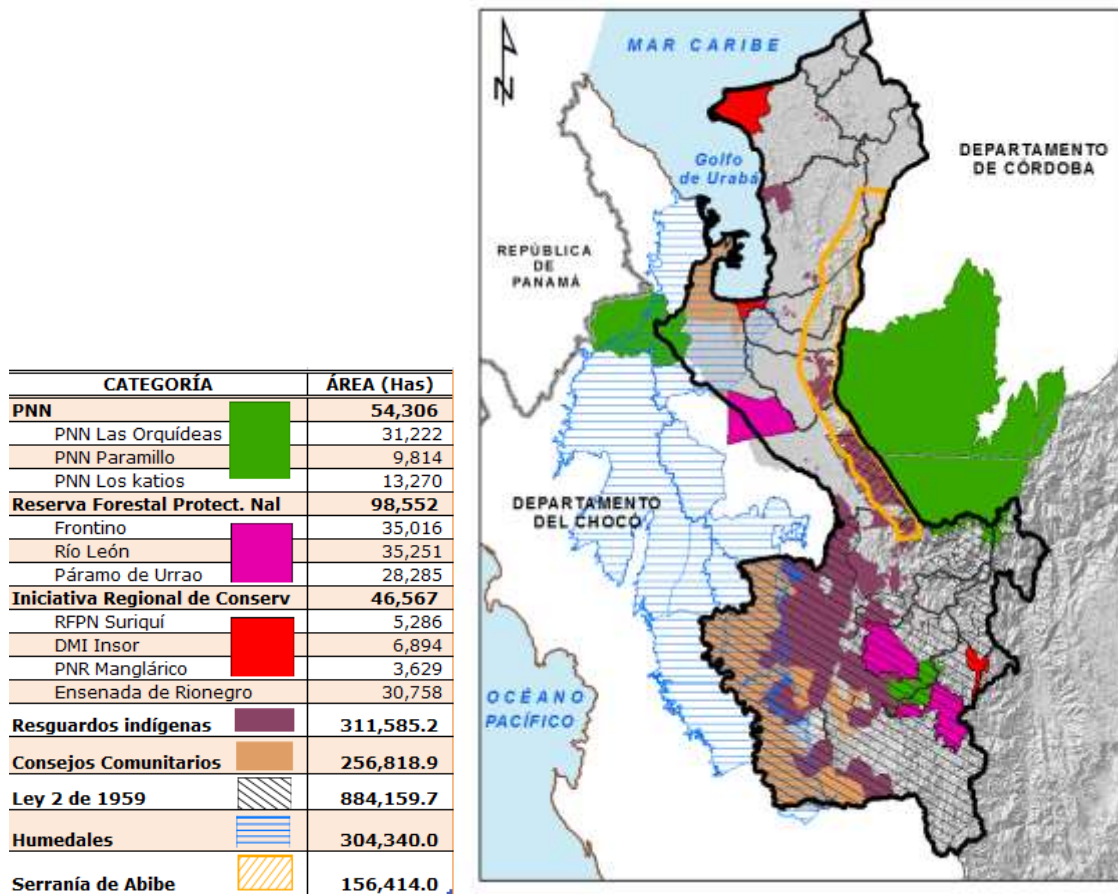 CATEGORÍA ÁREA (Has)
PNN 54,306
PNN Las Orquídeas 31,222
PNN Paramillo 9,814
PNN Los katios 13,270
Reserva Forestal Protect. Nal 98,552
Frontino 35,016
Río León 35,251
Páramo de Urrao 28,285
Iniciativa Regional de Conserv 46,567
RFPN Suriquí 5,286
DMI Insor 6,894
PNR Manglárico 3,629
Ensenada de Rionegro 30,758
Resguardos indígenas 311,585.2
Consejos Comunitarios 256,818.9
Ley 2 de 1959 884,159.7
Humedales 304,340.0
Serranía de Abibe 156,414.0
N
MAR CARIBE
Golfo
de Urabá
DEPARTAMENTO
DE CÓRDOBA
REPÚBLICA
DE
PANAMÁ
DEPARTAMENTO
DEL CHOCÓ
OCÉANO
PACÍFICO